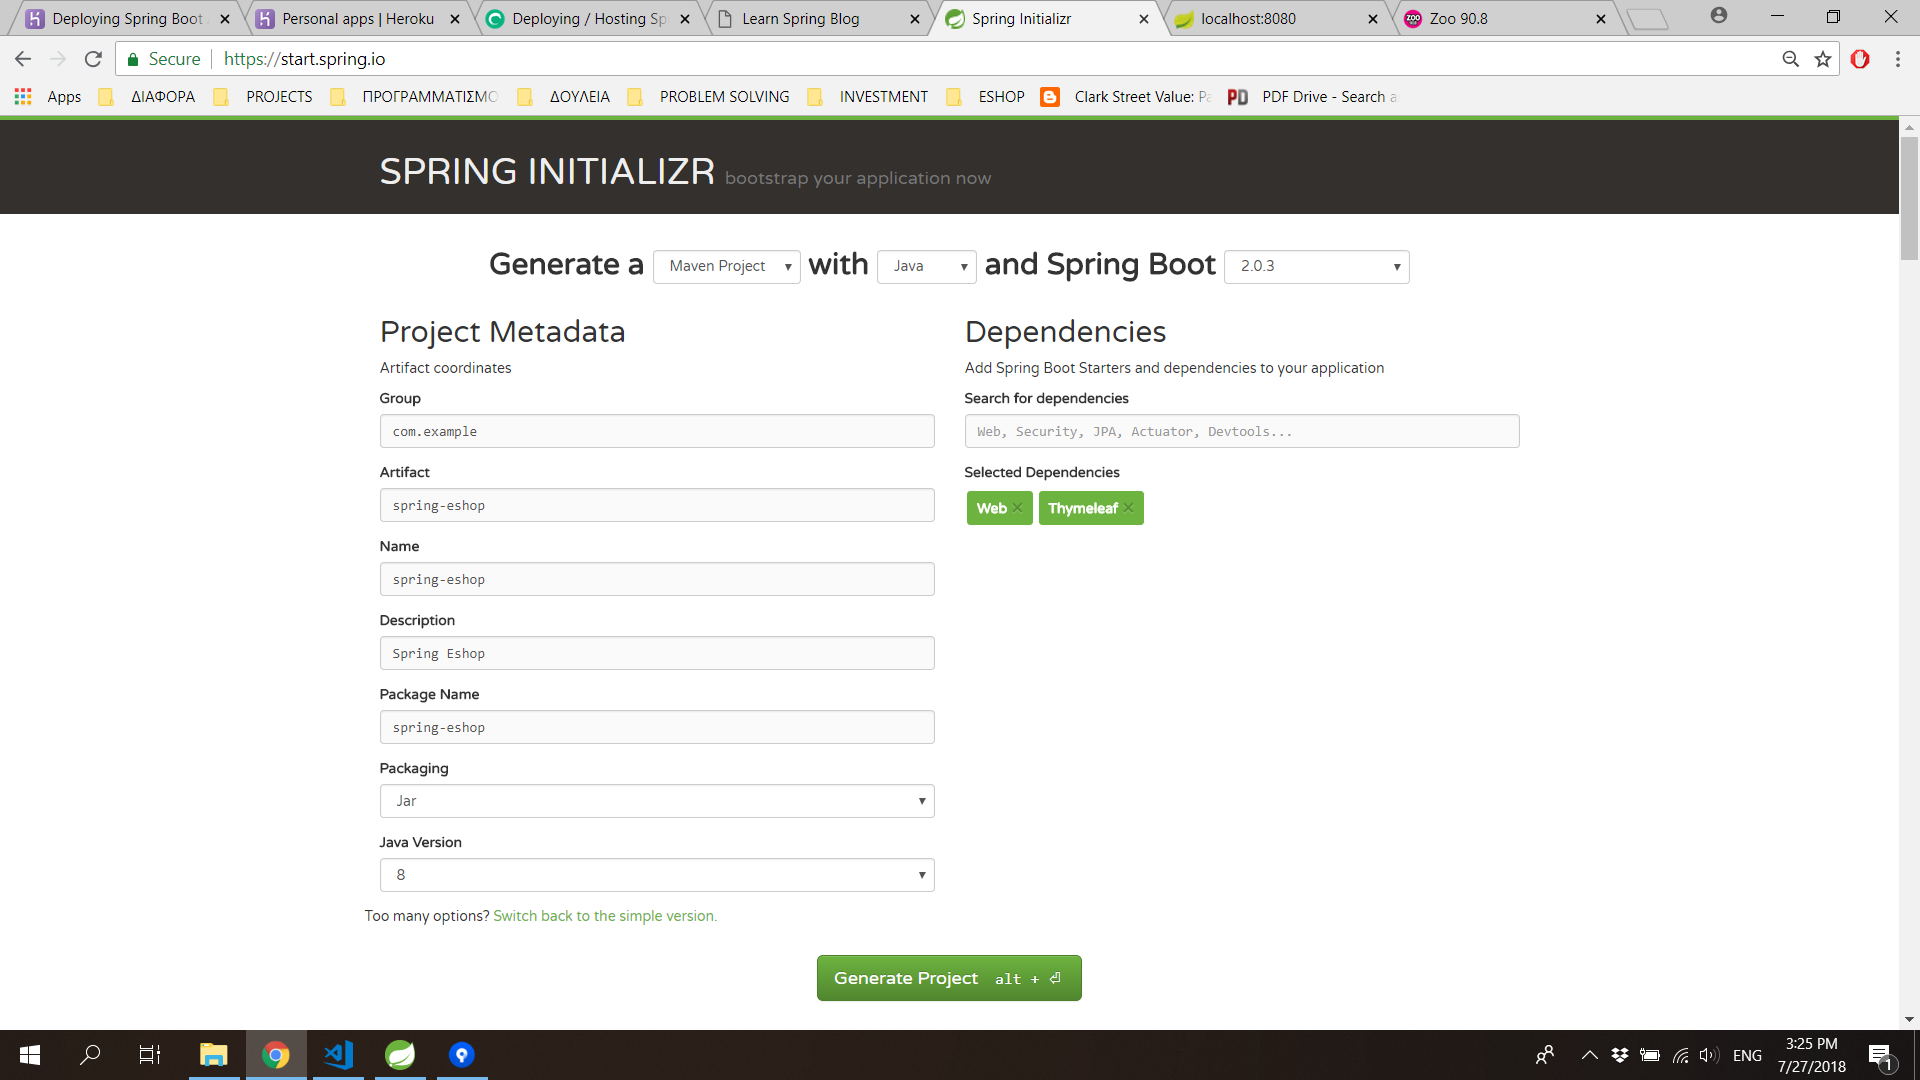 Deploying Spring Boot
Personal apps | Heroku
Deploying / Hosting Sp
Learn Spring Blog
Spring Initializr
localhost:8080
Zoo 90.8
Secure
https://start.spring.io
Apps
ΔΙΑΦΟΡΑ
PROJECTS
ΠΡΟΓΡΑΜΜΑΤΙΣΜΟ
ΔΟΥΛΕΙΑ
PROBLEM SOLVING
INVESTMENT
ESHOP
Clark Street Value: Pa
PDF Drive - Search a
SPRING INITIALIZR bootstrap your application now
Generate a Maven Project with Java and Spring Boot 2.0.3
Project Metadata
Artifact coordinates
Group
com.example
Artifact
spring-eshop
Name
spring-eshop
Description
Spring Eshop
Package Name
spring-eshop
Packaging
Jar
Java Version
8
Too many options? Switch back to the simple version.
Dependencies
Add Spring Boot Starters and dependencies to your application
Search for dependencies
Web, Security, JPA, Actuator, Devtools...
Selected Dependencies
Web × Thymeleaf ×
Generate Project alt + ⏎
ENG
3:25 PM
7/27/2018
1